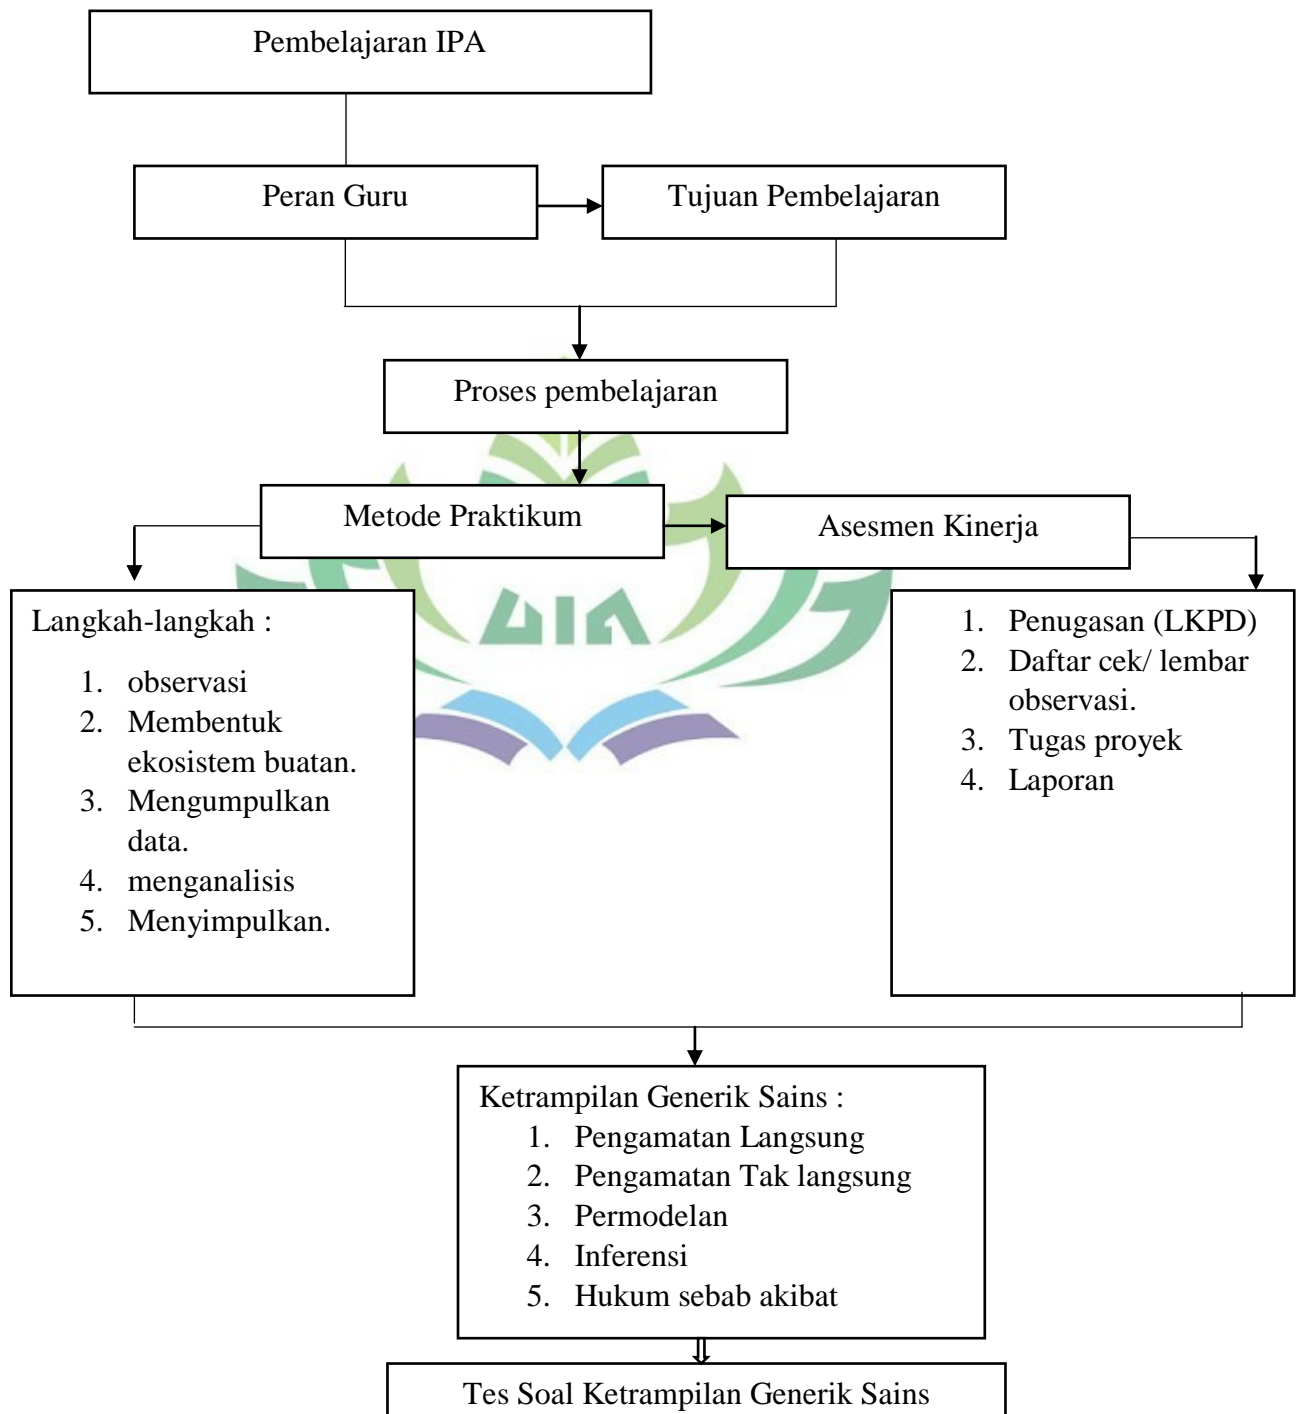 Pembelajaran IPA
Peran Guru
Tujuan Pembelajaran
Proses pembelajaran
Metode Praktikum
Asesmen Kinerja
Langkah-langkah :
1. observasi
2. Membentuk
ekosistem buatan.
3. Mengumpulkan
data.
4. menganalisis
5. Menyimpulkan.
1. Penugasan (LKPD)
2. Daftar cek/ lembar
observasi.
3. Tugas proyek
4. Laporan
Ketrampilan Generik Sains :
1. Pengamatan Langsung
2. Pengamatan Tak langsung
3. Permodelan
4. Inferensi
5. Hukum sebab akibat
Tes Soal Ketrampilan Generik Sains